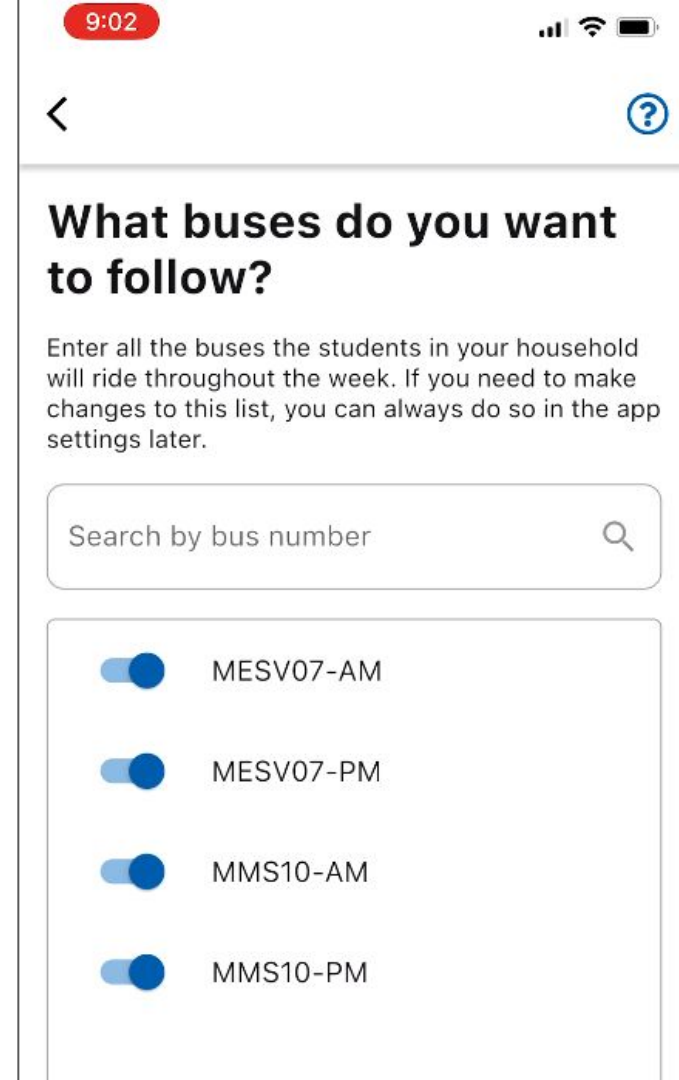 9:02
?
What buses do you want
to follow?
Enter all the buses the students in your household
will ride throughout the week. If you need to make
changes to this list, you can always do so in the app
settings later.
Search by bus number
MESV07-AM
MESV07-PM
MMS10-AM
MMS10-PM